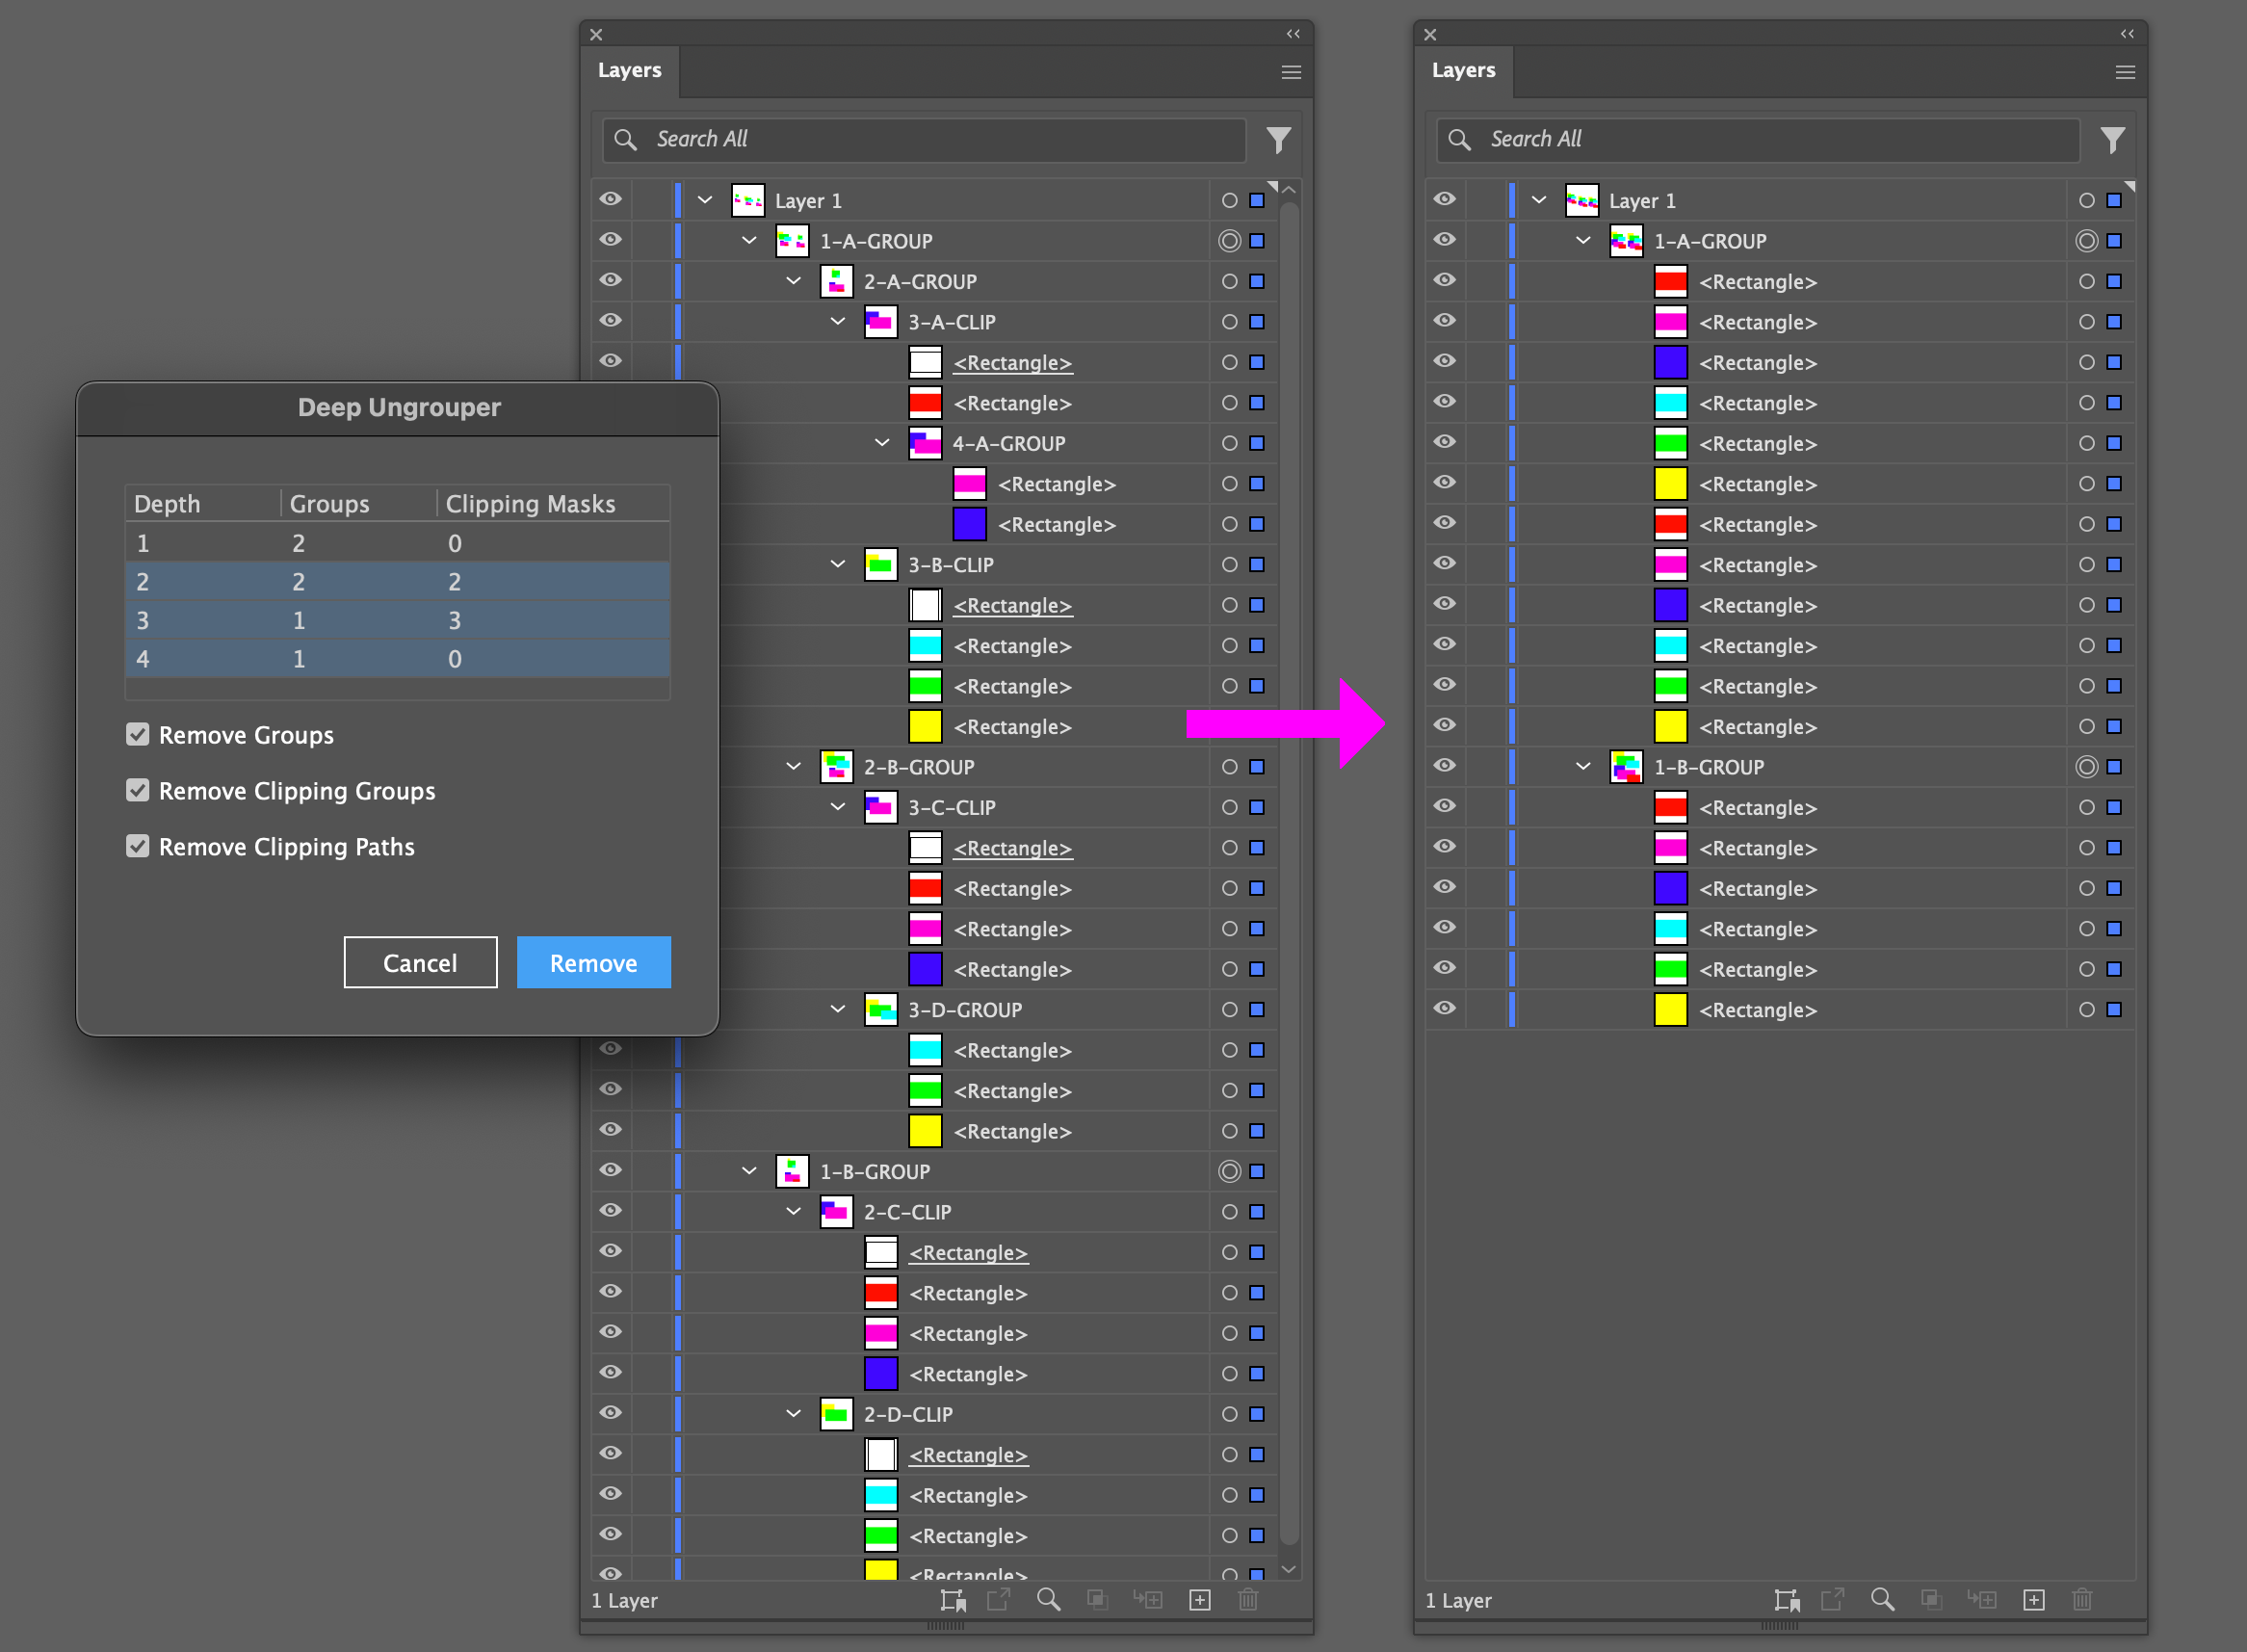 Deep Ungrouper
Depth Groups Clipping Masks
1 2 0
2 2 2
3 1 3
4 1 0
Remove Groups
Remove Clipping Groups
Remove Clipping Paths
Cancel Remove
Layers
Search All
Layer 1
1-A-GROUP
2-A-GROUP
3-A-CLIP
<Rectangle>
<Rectangle>
4-A-GROUP
<Rectangle>
<Rectangle>
3-B-CLIP
<Rectangle>
<Rectangle>
<Rectangle>
<Rectangle>
2-B-GROUP
3-C-CLIP
<Rectangle>
<Rectangle>
<Rectangle>
<Rectangle>
3-D-GROUP
<Rectangle>
<Rectangle>
<Rectangle>
1-B-GROUP
2-C-CLIP
<Rectangle>
<Rectangle>
<Rectangle>
<Rectangle>
2-D-CLIP
<Rectangle>
<Rectangle>
<Rectangle>
<Rectangle>
1 Layer
Layers
Search All
Layer 1
1-A-GROUP
<Rectangle>
<Rectangle>
<Rectangle>
<Rectangle>
<Rectangle>
<Rectangle>
<Rectangle>
<Rectangle>
<Rectangle>
<Rectangle>
<Rectangle>
<Rectangle>
1-B-GROUP
<Rectangle>
<Rectangle>
<Rectangle>
<Rectangle>
<Rectangle>
<Rectangle>
1 Layer